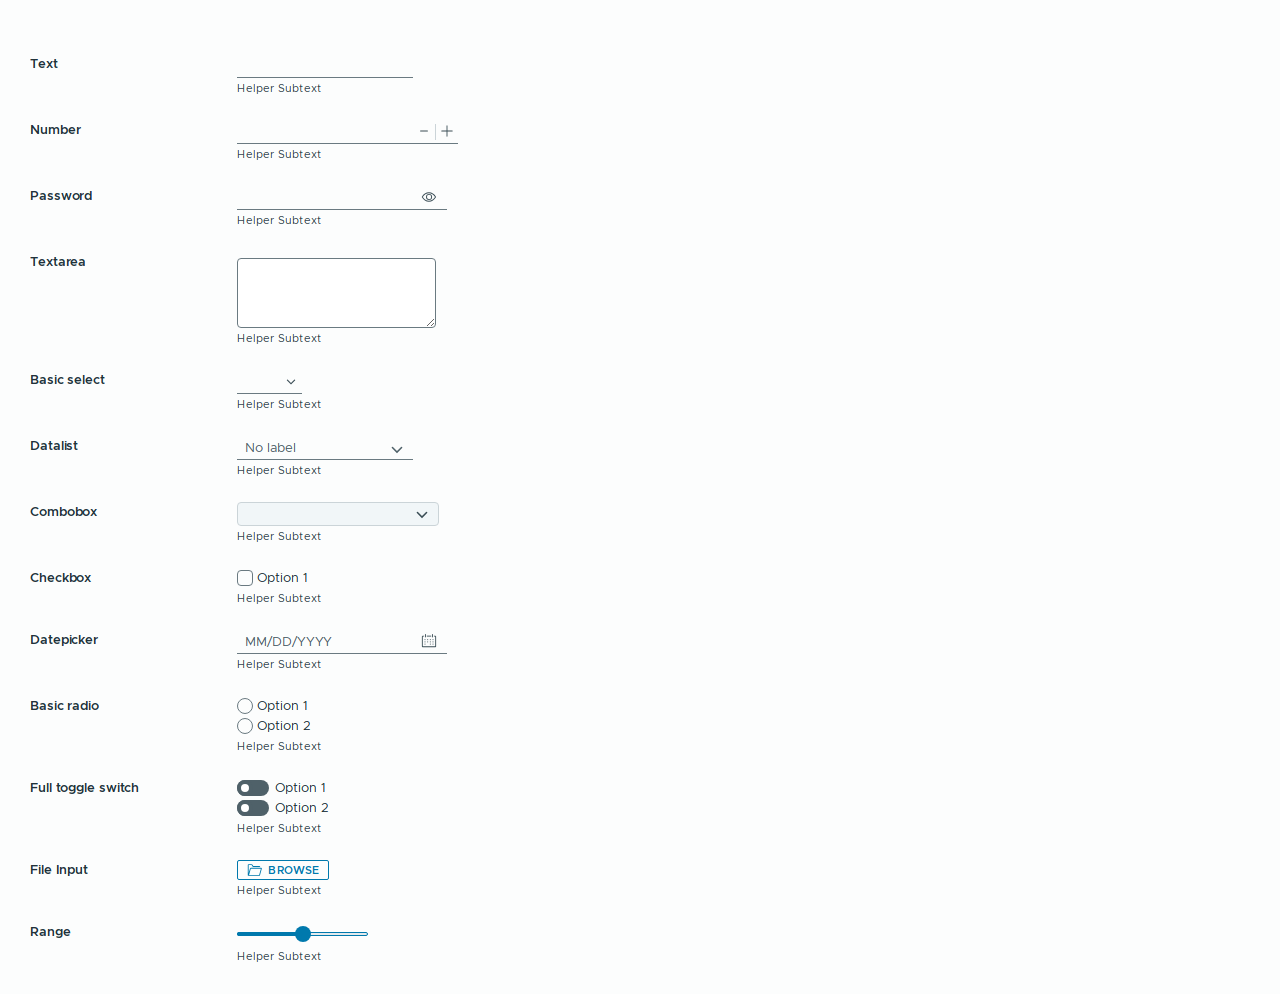 Text
Helper Subtext
Number
Helper Subtext
Password
Helper Subtext
Textarea
Helper Subtext
Basic select
Helper Subtext
Datalist
No label
Helper Subtext
Combobox
Helper Subtext
Checkbox
Option 1
Helper Subtext
Datepicker
MM/DD/YYYY
Helper Subtext
Basic radio
Option 1
Option 2
Helper Subtext
Full toggle switch
Option 1
Option 2
Helper Subtext
File Input
BROWSE
Helper Subtext
Range
Helper Subtext